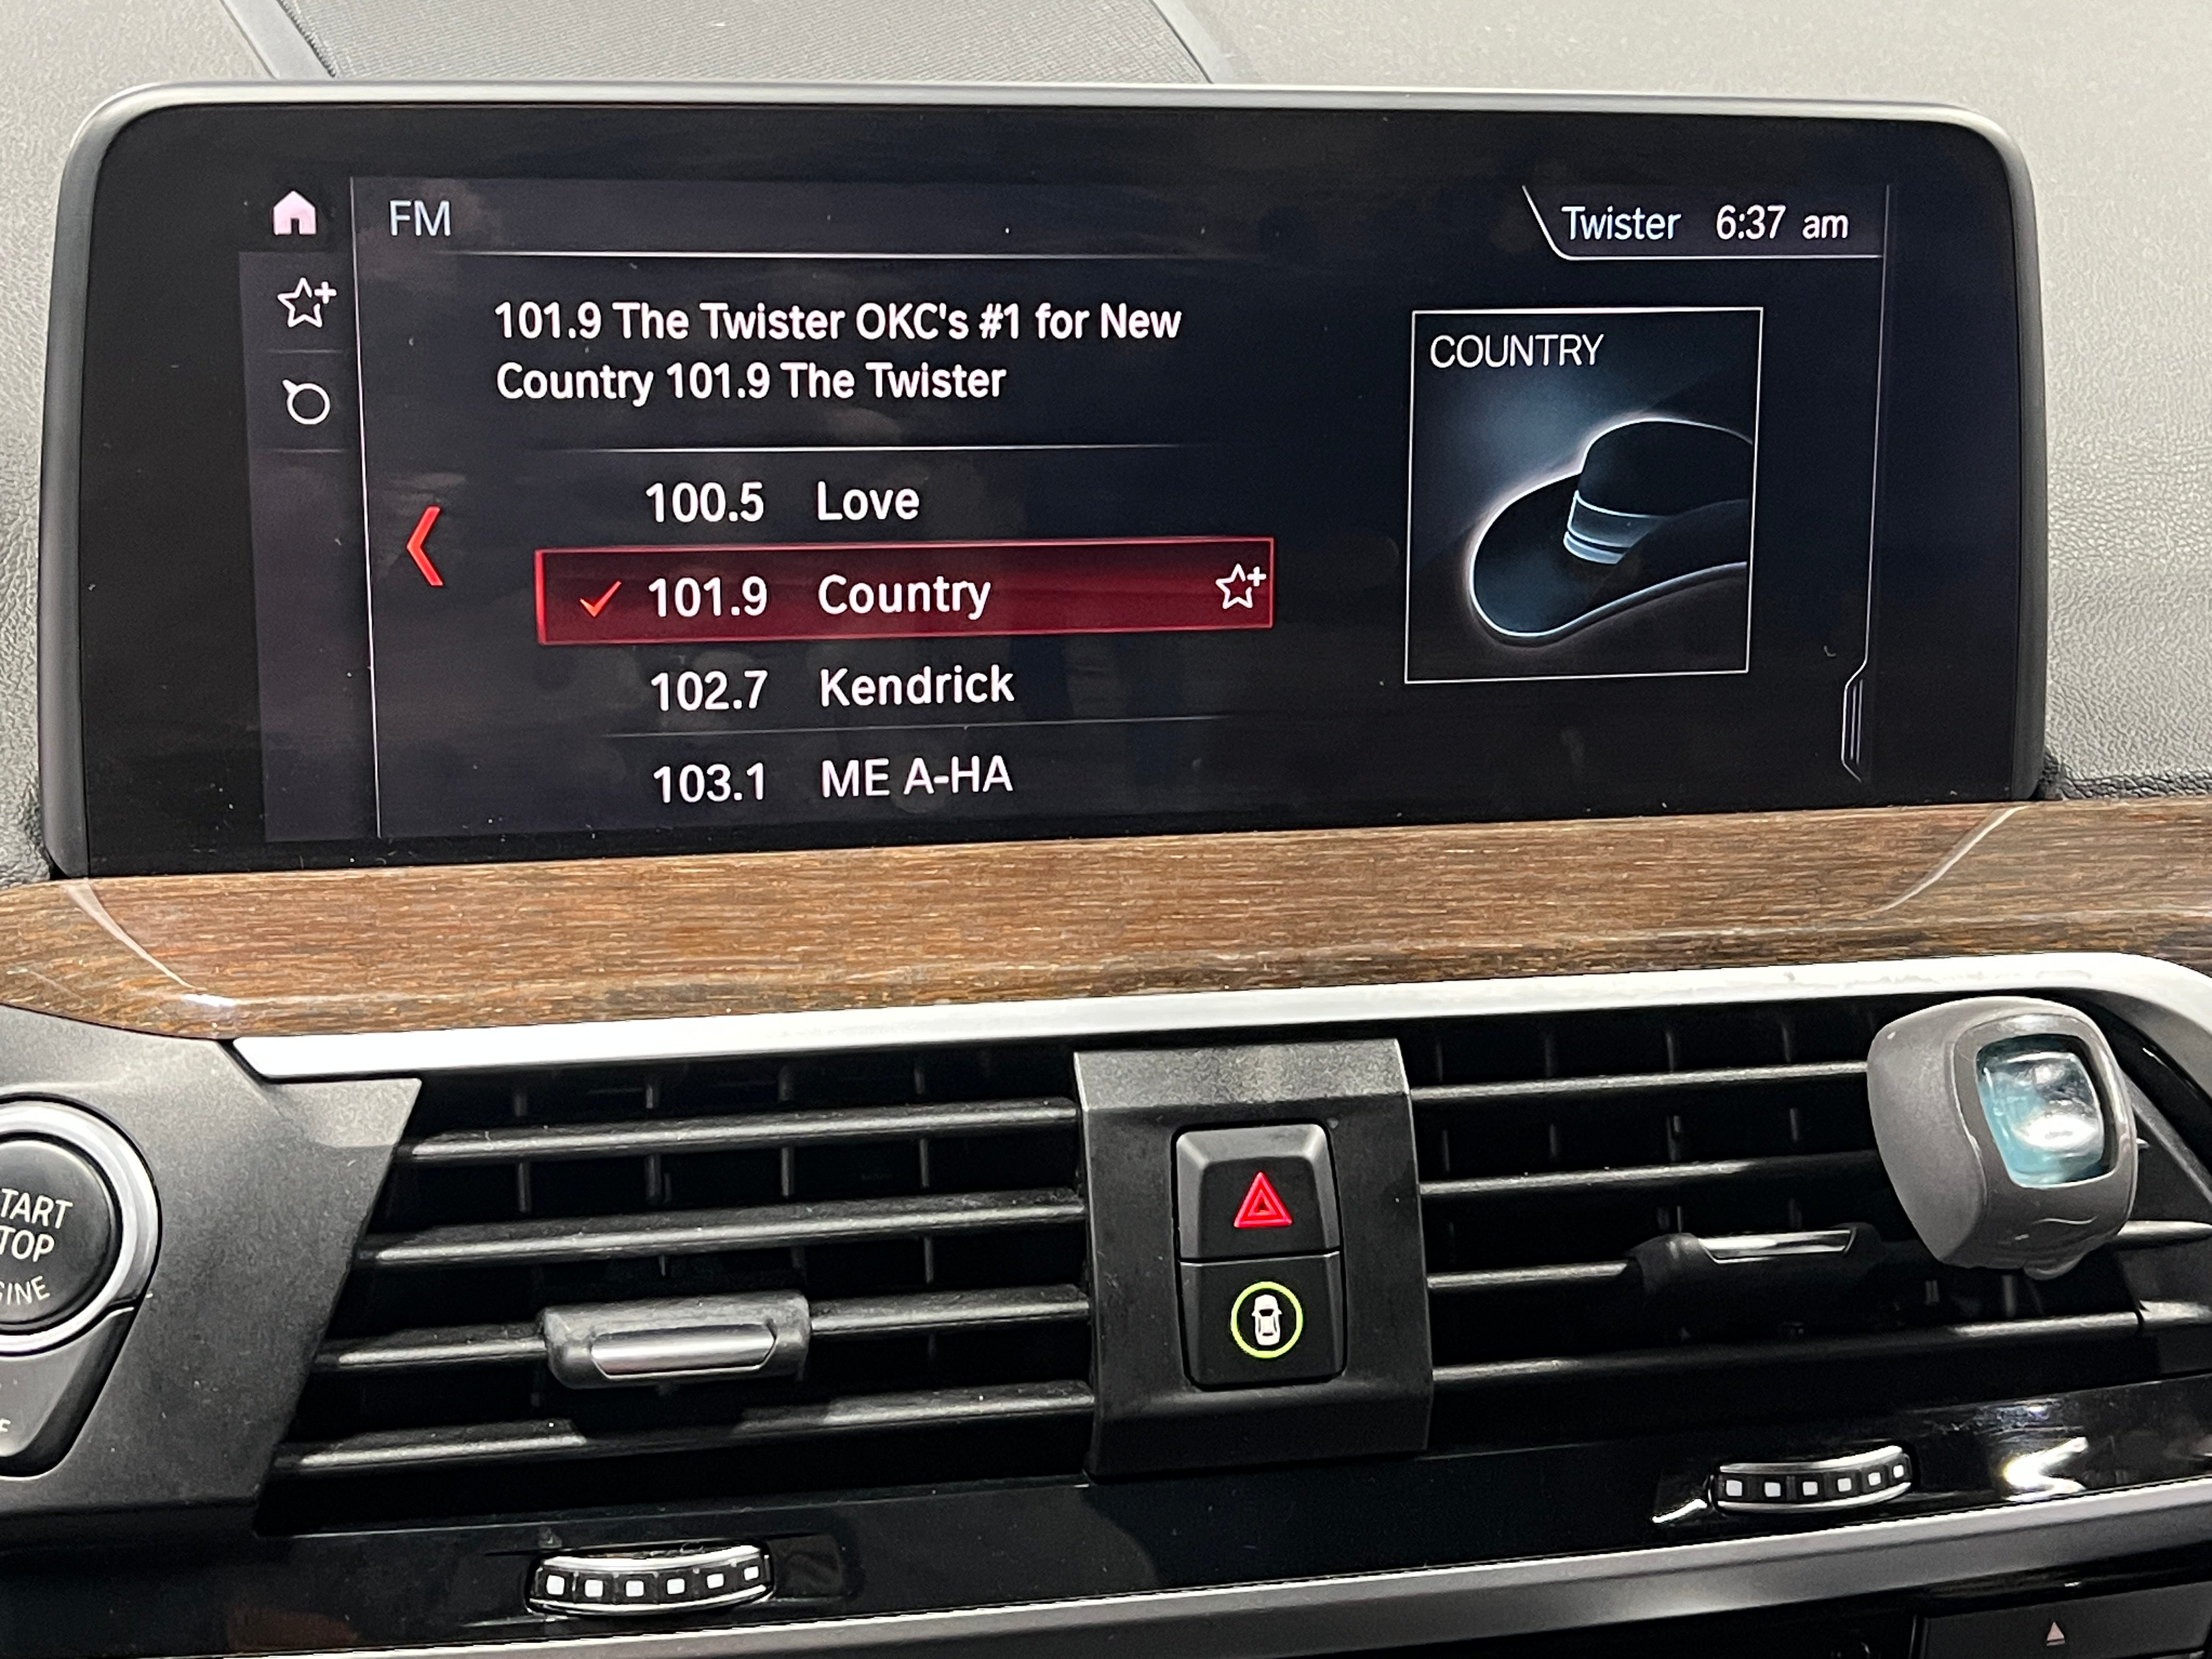 FM
Twister 6:37 am
101.9 The Twister OKC's #1 for New
Country 101.9 The Twister
COUNTRY
100.5 Love
101.9 Country
102.7 Kendrick
103.1 ME A-HA
TART
TOP
GINE